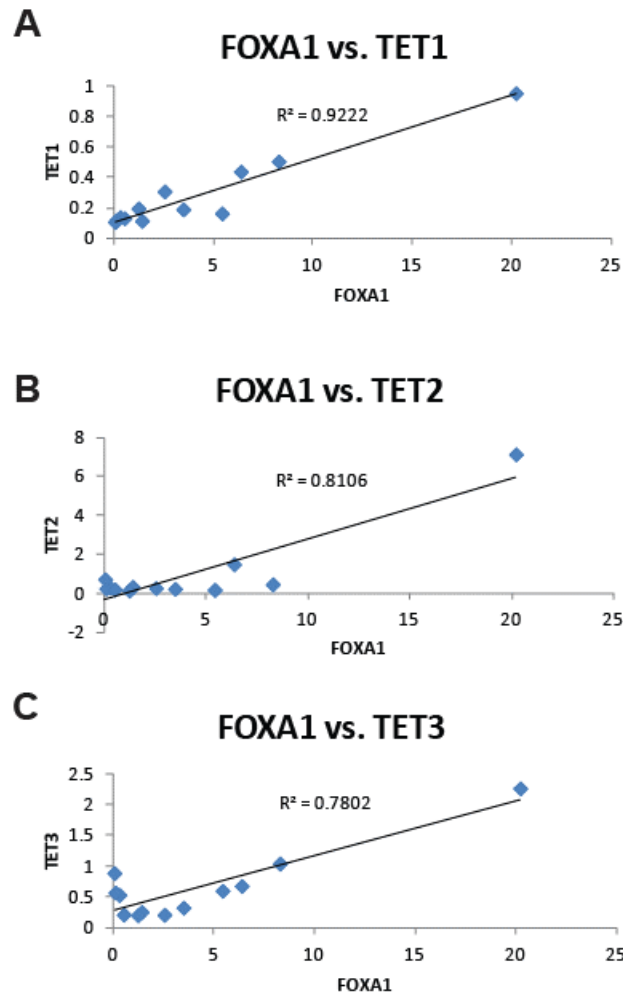 A
FOXA1 vs. TET1
1
0.8
0.6
0.4
0.2
0
TET1
R² = 0.9222
0 5 10 15 20 25
FOXA1
B
FOXA1 vs. TET2
8
6
4
2
0
-2
TET2
R² = 0.8106
0 5 10 15 20 25
FOXA1
C
FOXA1 vs. TET3
2.5
2
1.5
1
0.5
0
TET3
R² = 0.7802
0 5 10 15 20 25
FOXA1